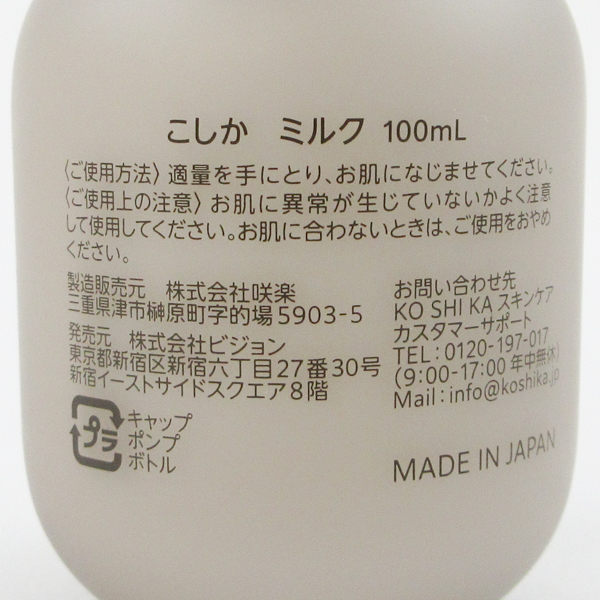 こしか ミルク 100mL
〈ご使用方法〉適量を手にとり、お肌になじませてください。
〈ご使用上の注意〉お肌に異常が生じていないかよく注意
して使用してください。お肌に合わないときは、ご使用をおやめ
ください。
製造販売元 株式会社咲楽
三重県津市榊原町字的場5903-5
発売元 株式会社ビジョン
東京都新宿区新宿六丁目27番30号
新宿イーストサイドスクエア8階
プラ
キャップ
ポンプ
ボトル
お問い合わせ先
KO SHI KA スキンケア
カスタマーサポート
TEL:0120-197-017
(9:00-17:00 年中無休)
Mail:info@koshika.jp
MADE IN JAPAN